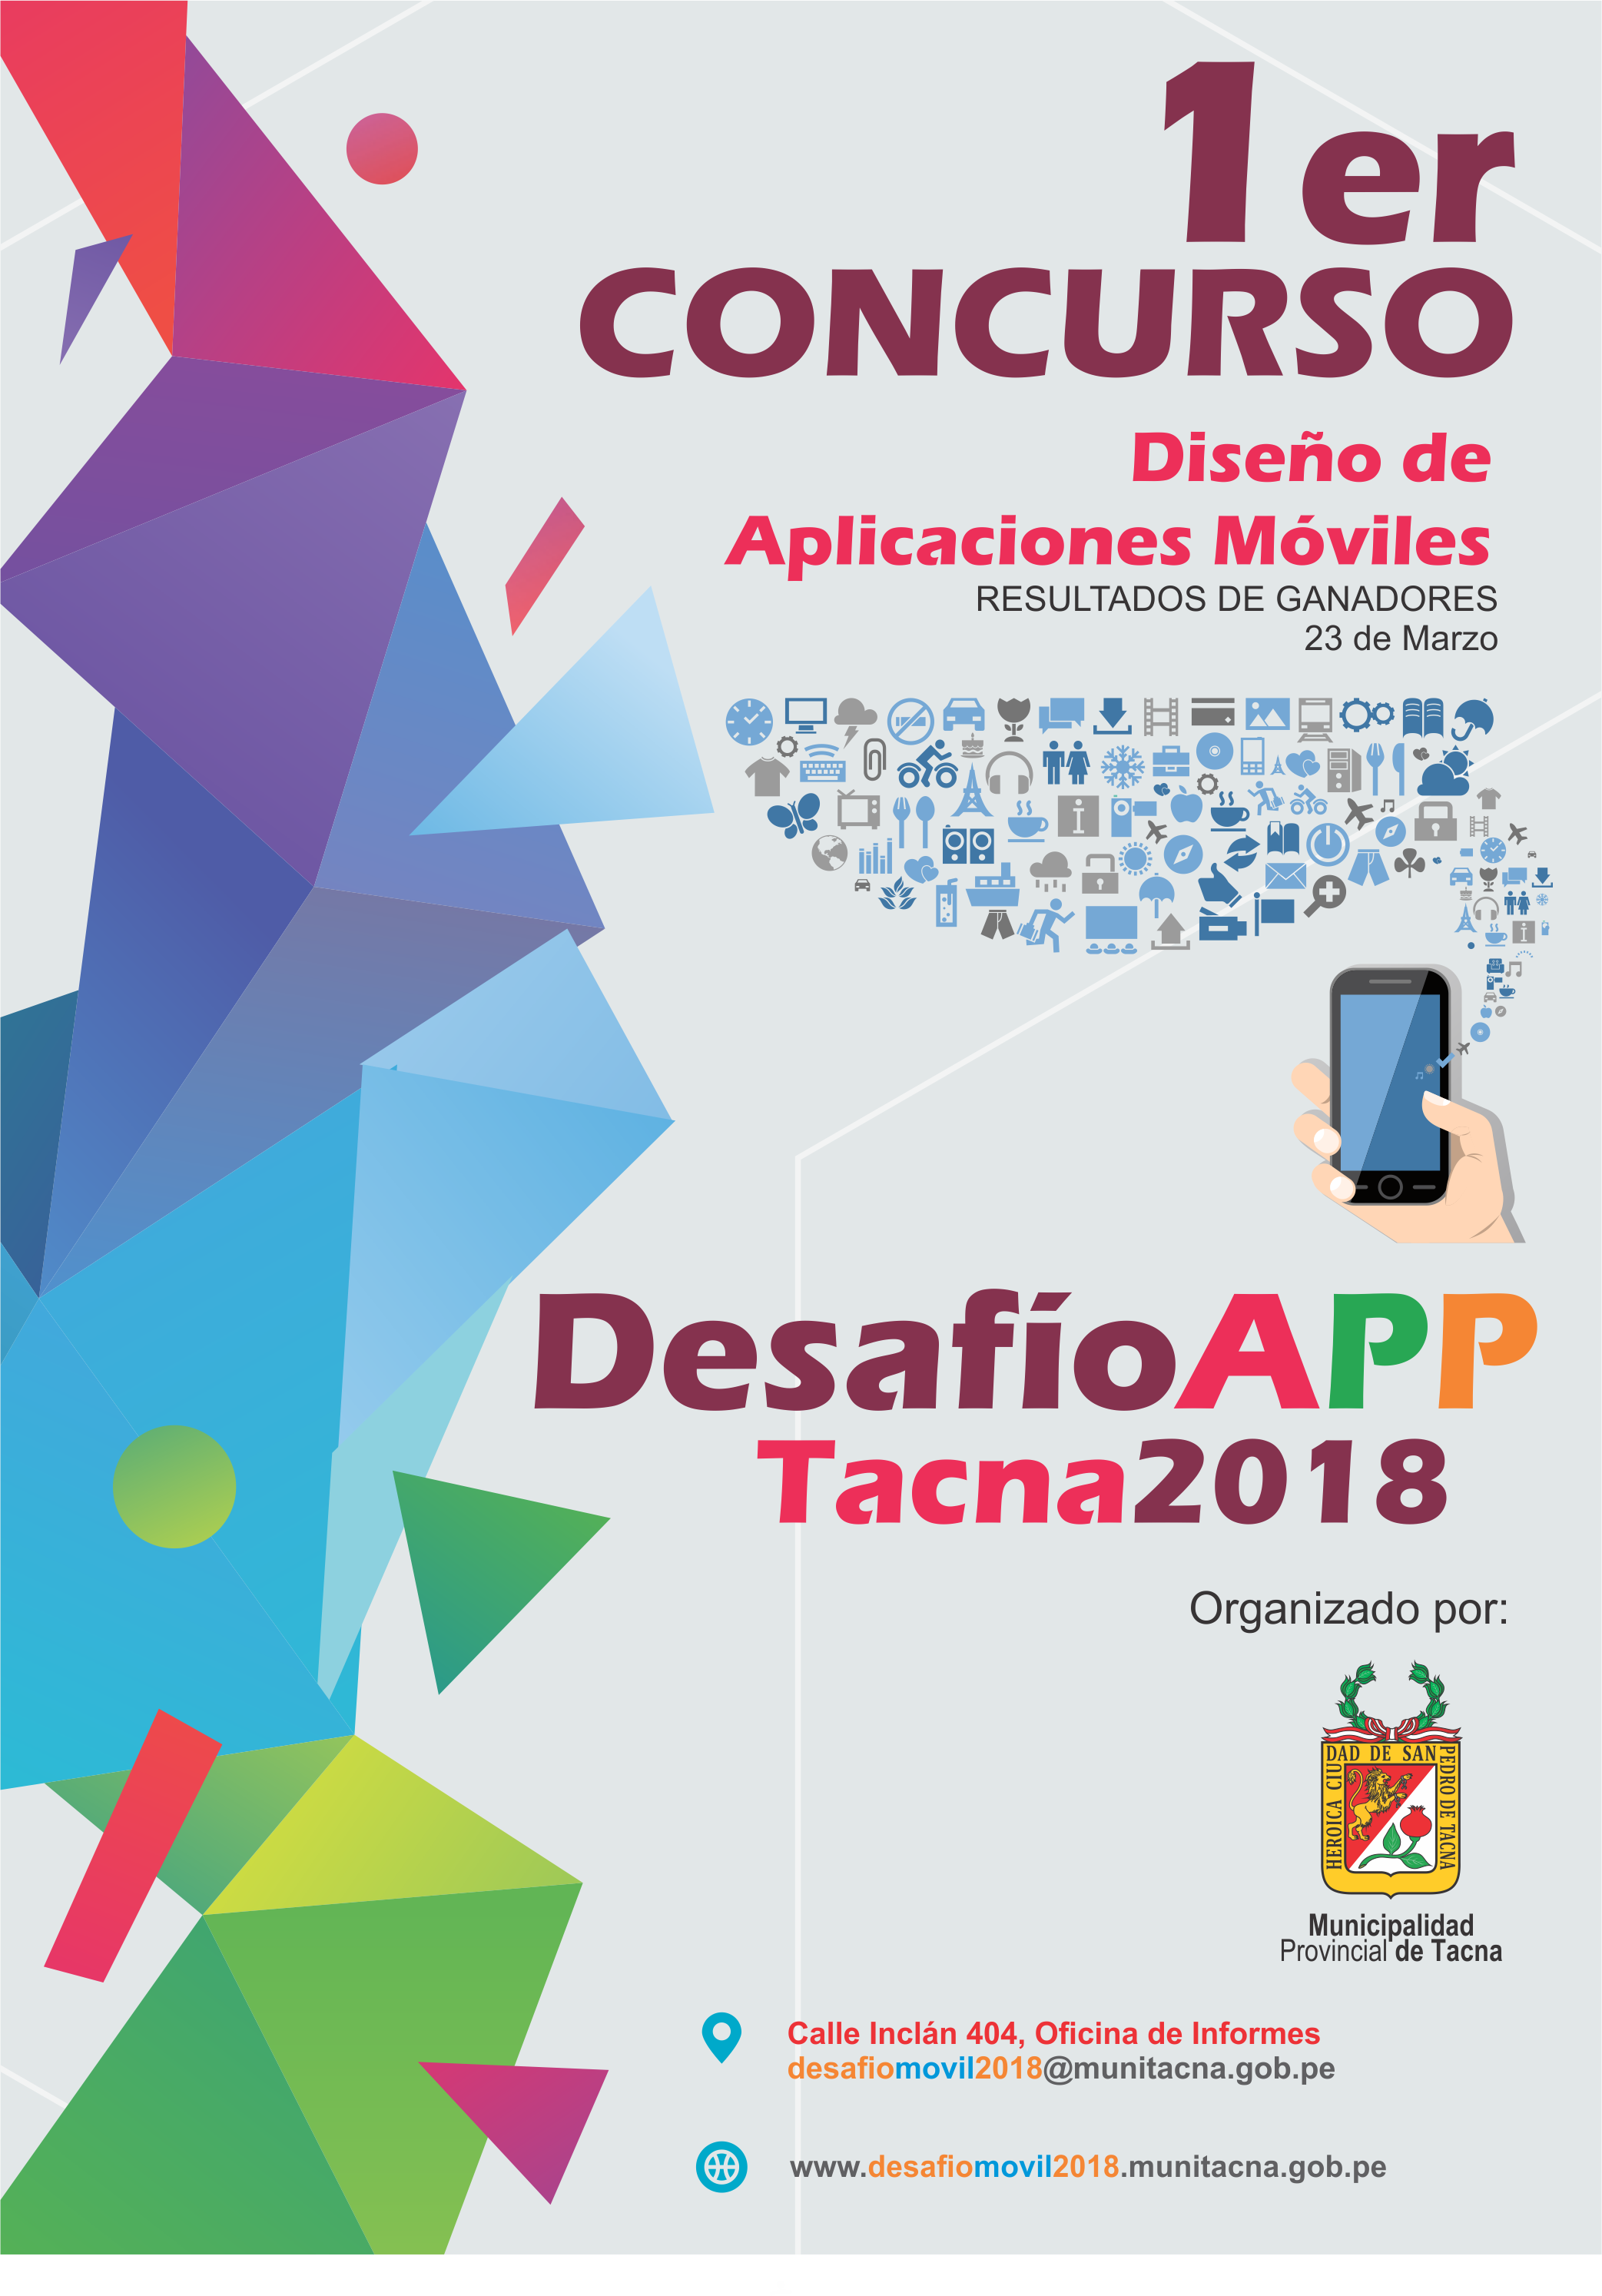 1er
CONCURSO
Diseño de
Aplicaciones Móviles
RESULTADOS DE GANADORES
23 de Marzo
DesafíoAPP
Tacna2018
Organizado por:
HEROICA CIUDAD DE SAN PEDRO DE TACNA
Municipalidad
Provincial de Tacna
Calle Inclán 404, Oficina de Informes
desafiomovil2018@munitacna.gob.pe
www.desafiomovil2018.munitacna.gob.pe